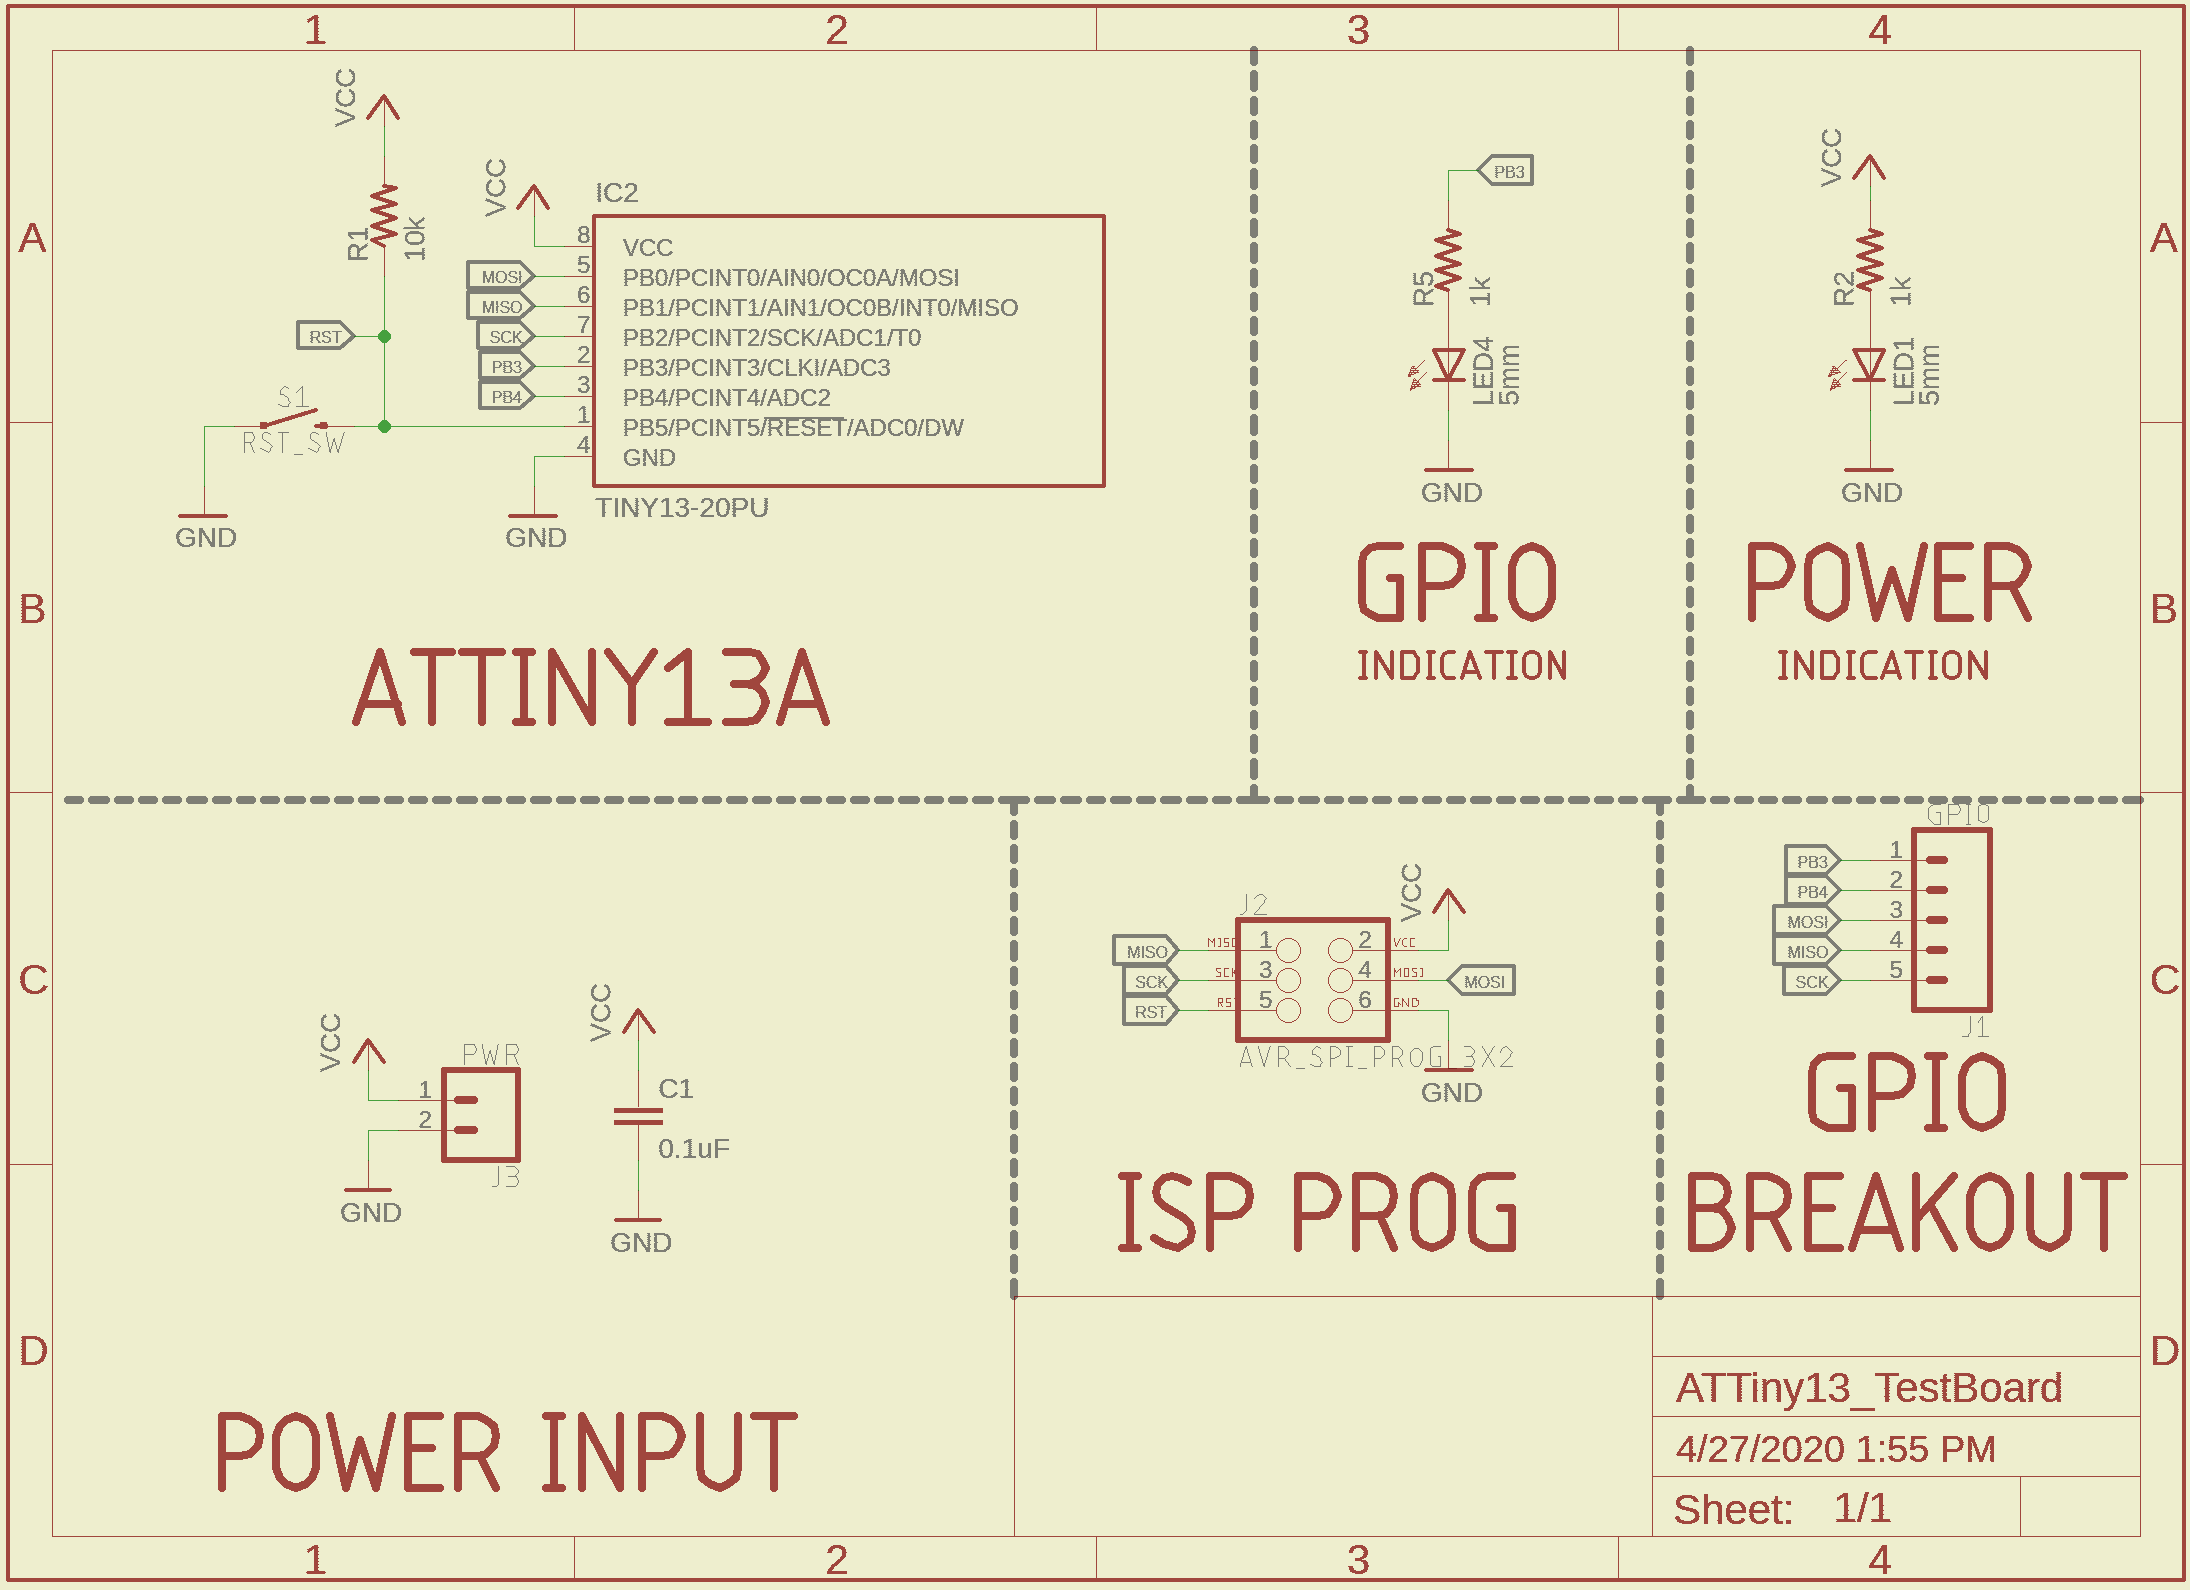 1 2 3 4
A
B
C
D
A
B
C
D
VCC
R1
10k
RST
S1
RST_SW
GND
VCC
IC2
8 VCC
MOSI 5 PB0/PCINT0/AIN0/OC0A/MOSI
MISO 6 PB1/PCINT1/AIN1/OC0B/INT0/MISO
SCK 7 PB2/PCINT2/SCK/ADC1/T0
PB3 2 PB3/PCINT3/CLKI/ADC3
PB4 3 PB4/PCINT4/ADC2
1 PB5/PCINT5/RESET/ADC0/DW
4 GND
TINY13-20PU
GND
ATTINY13A
PB3
R5
1k
LED4
5mm
GND
GPIO
INDICATION
VCC
R2
1k
LED1
5mm
GND
POWER
INDICATION
VCC
PWR
1
2
J3
GND
VCC
C1
0.1uF
GND
POWER INPUT
J2
VCC
MISO MISO 1 2 VCC
SCK SCK 3 4 MOSI MOSI
RST RST 5 6 GND
AVR_SPI_PROG_3X2
GND
ISP PROG
GPIO
PB3 1
PB4 2
MOSI 3
MISO 4
SCK 5
J1
GPIO
BREAKOUT
ATTiny13_TestBoard
4/27/2020 1:55 PM
Sheet: 1/1
1 2 3 4